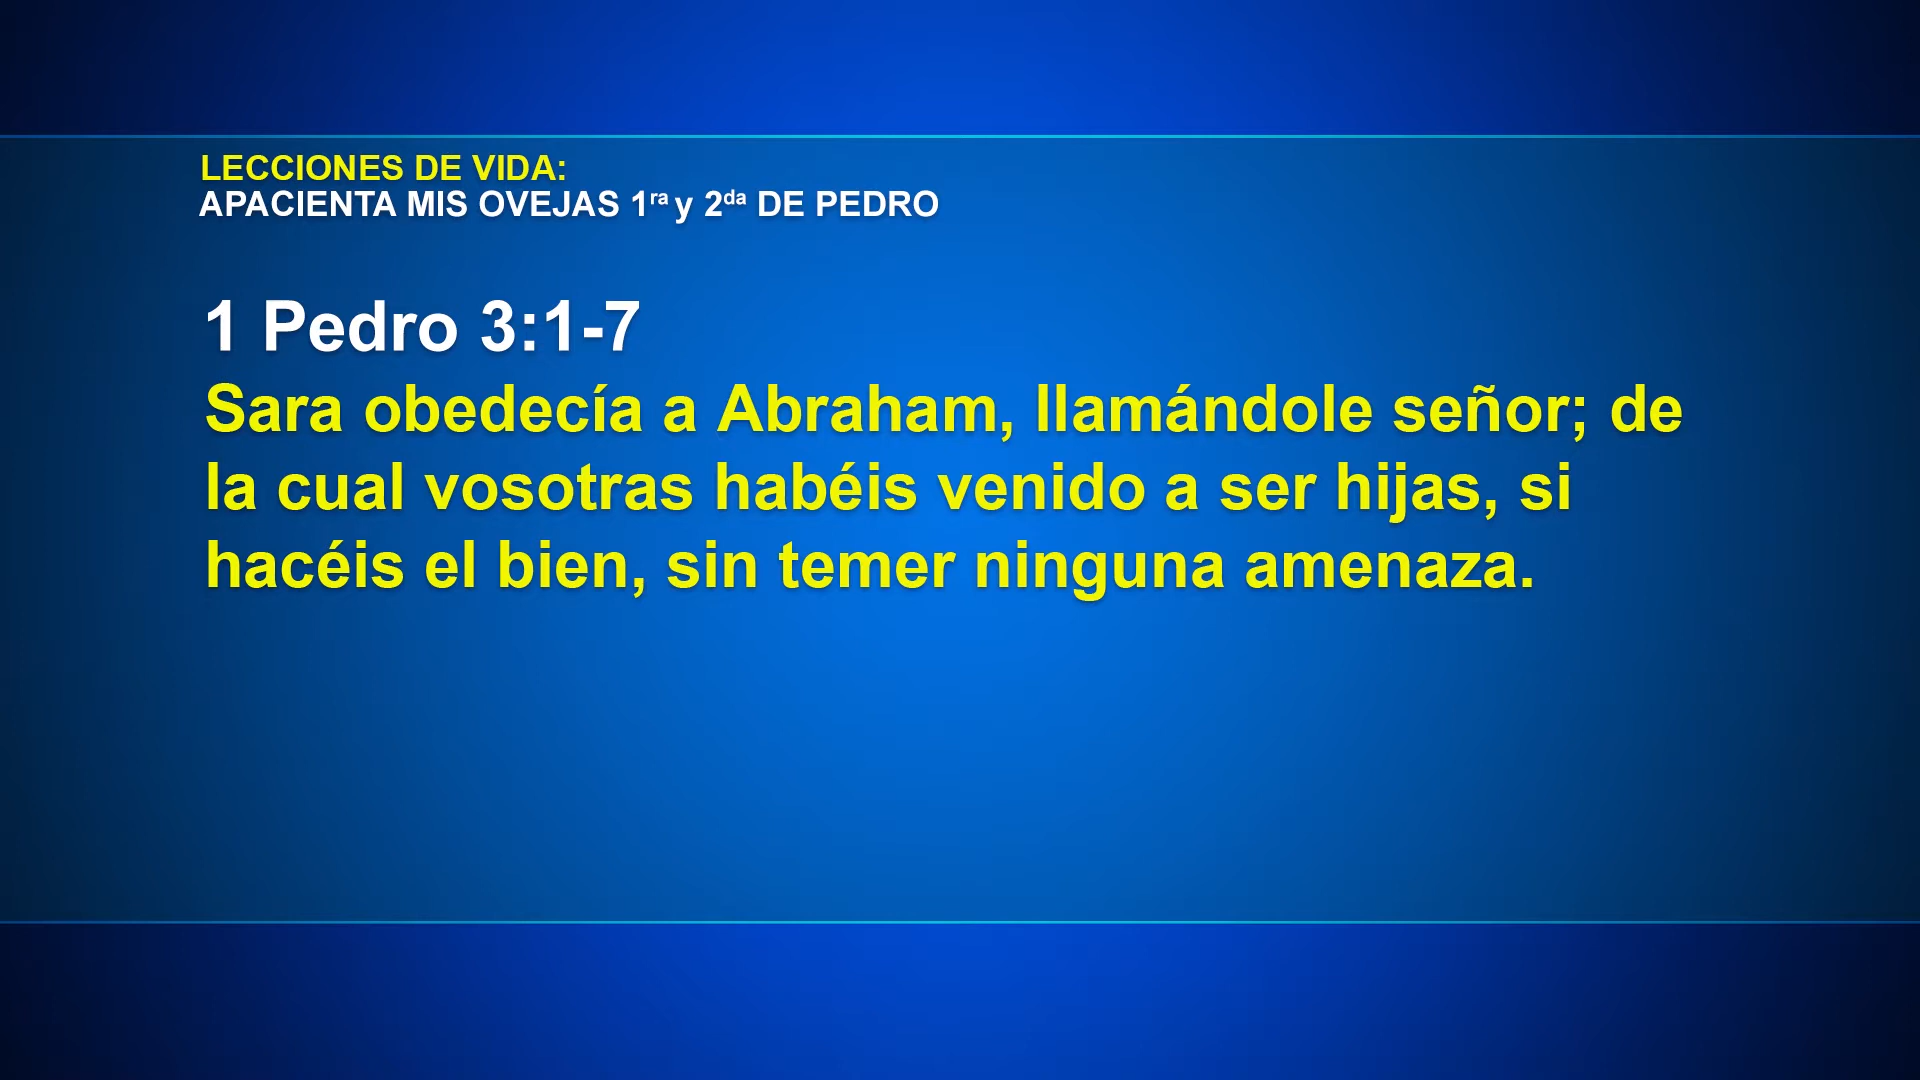 LECCIONES DE VIDA:
APACIENTA MIS OVEJAS 1ra y 2da DE PEDRO
1 Pedro 3:1-7
Sara obedecía a Abraham, llamándole señor; de
la cual vosotras habéis venido a ser hijas, si
hacéis el bien, sin temer ninguna amenaza.